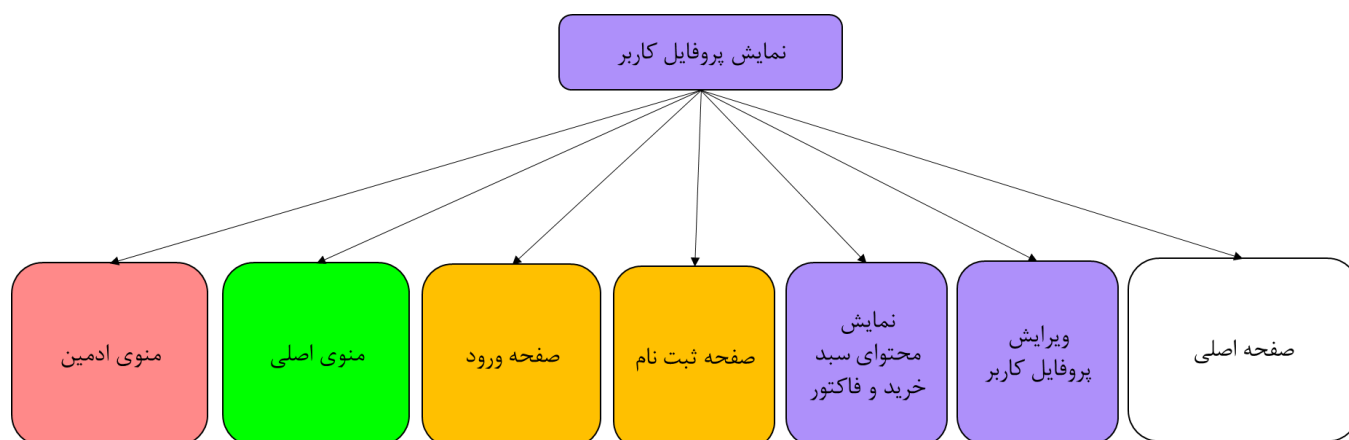 نمایش پروفایل کاربر
صفحه اصلی
ویرایش
پروفایل کاربر
نمایش
محتوای سبد
خرید و فاکتور
صفحه ثبت نام
صفحه ورود
منوی اصلی
منوی ادمین